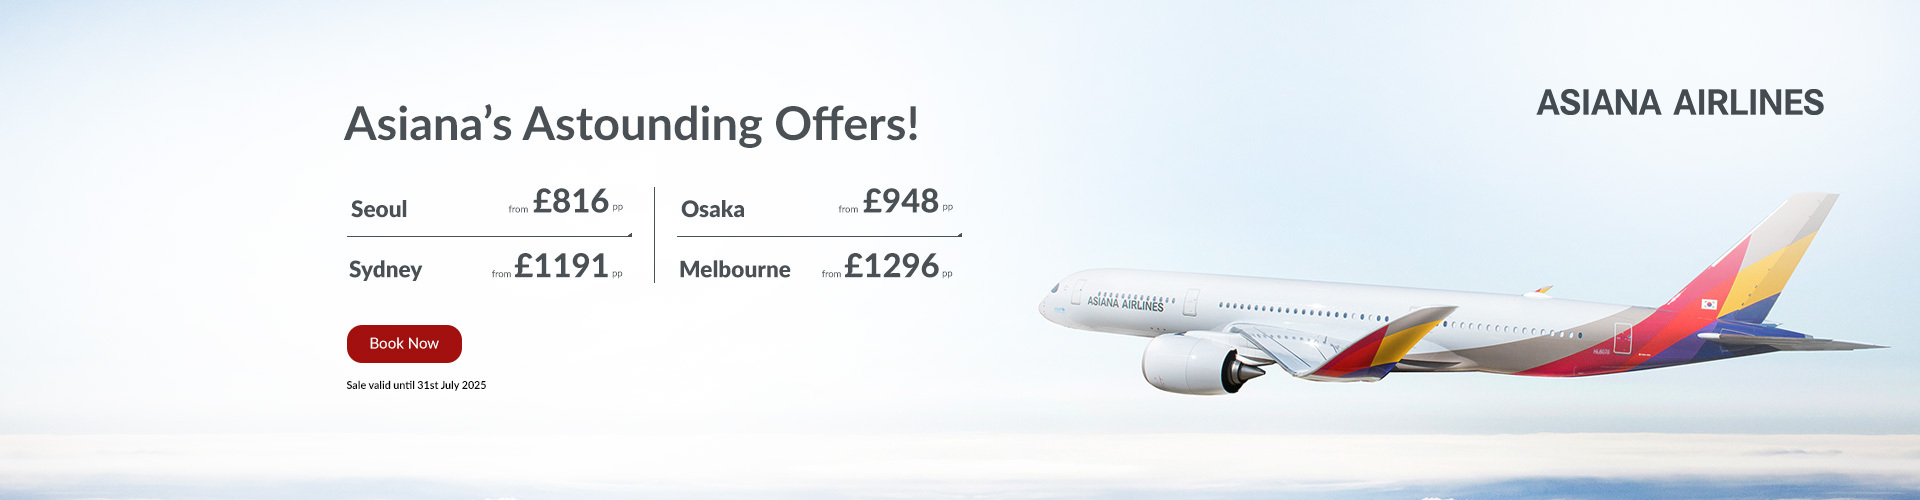 Asiana’s Astounding Offers!
ASIANA AIRLINES
Seoul from £816 pp
Osaka from £948 pp
Sydney from £1191 pp
Melbourne from £1296 pp
Book Now
Sale valid until 31st July 2025
ASIANA AIRLINES